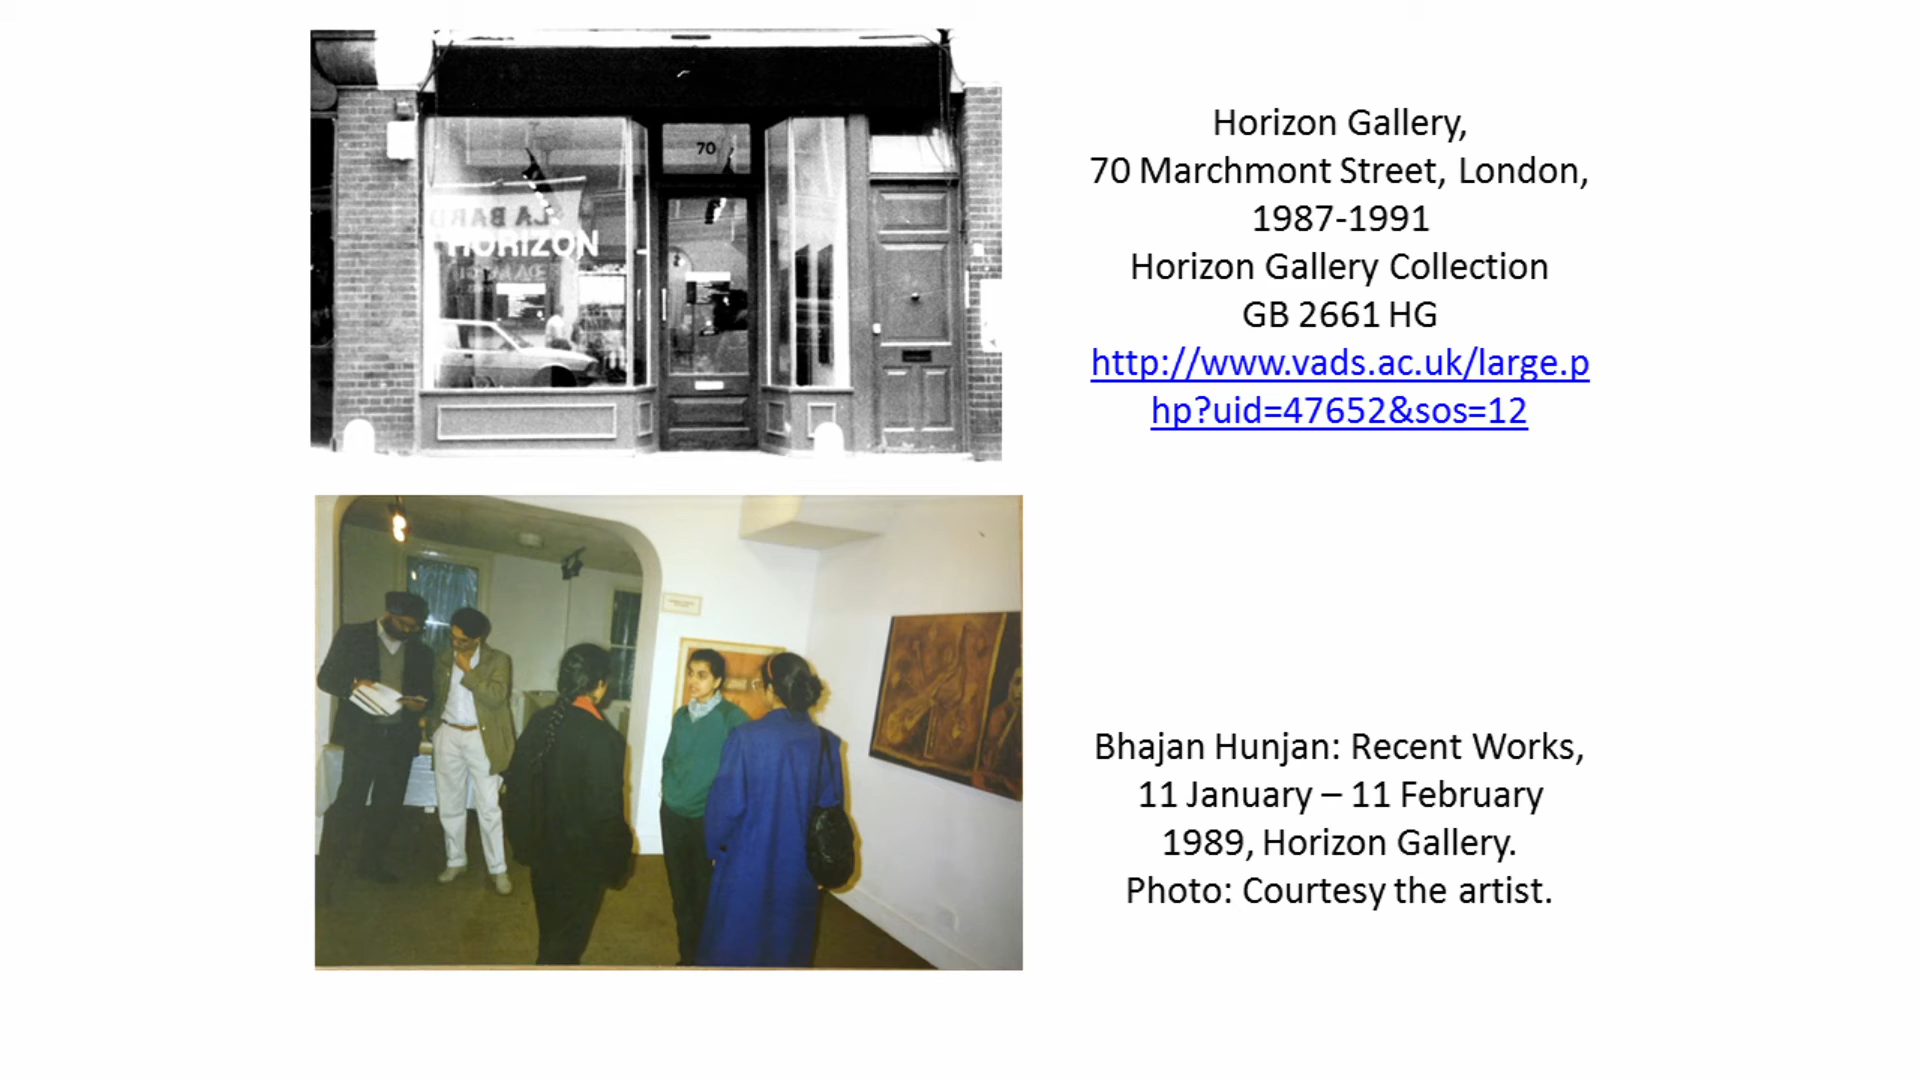 70
HORIZON
Horizon Gallery,
70 Marchmont Street, London,
1987-1991
Horizon Gallery Collection
GB 2661 HG
http://www.vads.ac.uk/large.p
hp?uid=47652&sos=12
Bhajan Hunjan: Recent Works,
11 January – 11 February
1989, Horizon Gallery.
Photo: Courtesy the artist.